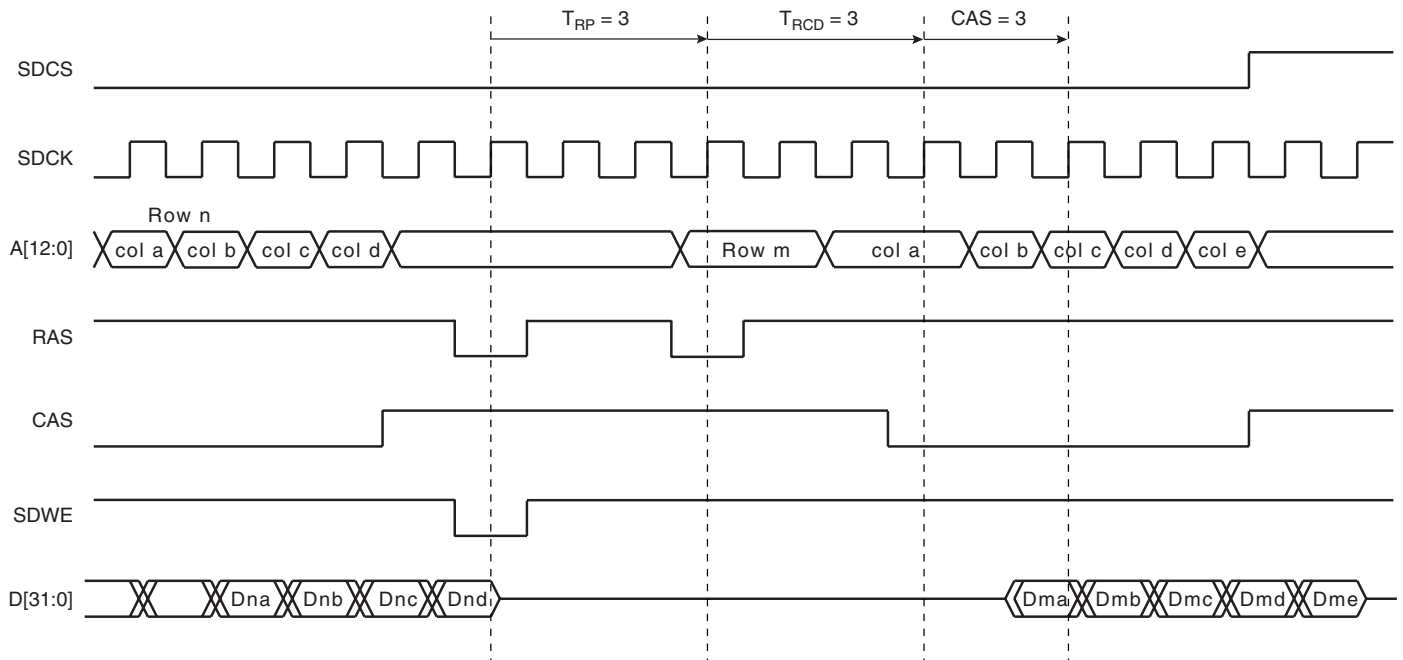 T_RP = 3 T_RCD = 3 CAS = 3
SDCS
SDCK
Row n
A[12:0] col a col b col c col d Row m col a col b col c col d col e
RAS
CAS
SDWE
D[31:0] Dna Dnb Dnc Dnd Dma Dmb Dmc Dmd Dme